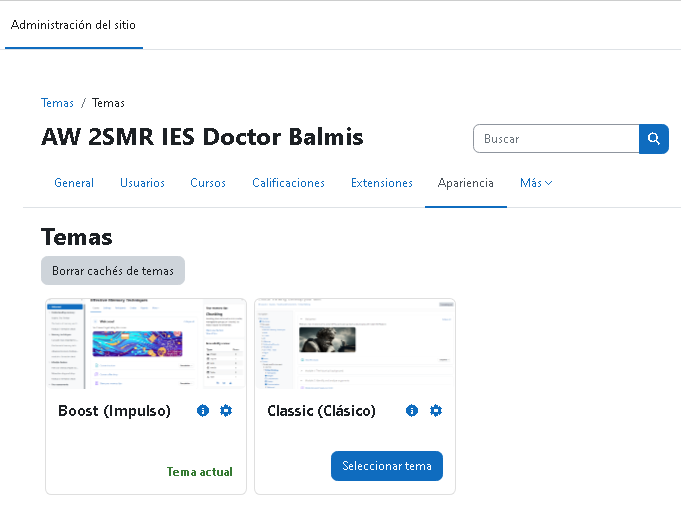 Administración del sitio
Temas / Temas
AW 2SMR IES Doctor Balmis
Buscar
General Usuarios Cursos Calificaciones Extensiones Apariencia Más
Temas
Borrar cachés de temas
Boost (Impulso)
Tema actual
Classic (Clásico)
Seleccionar tema